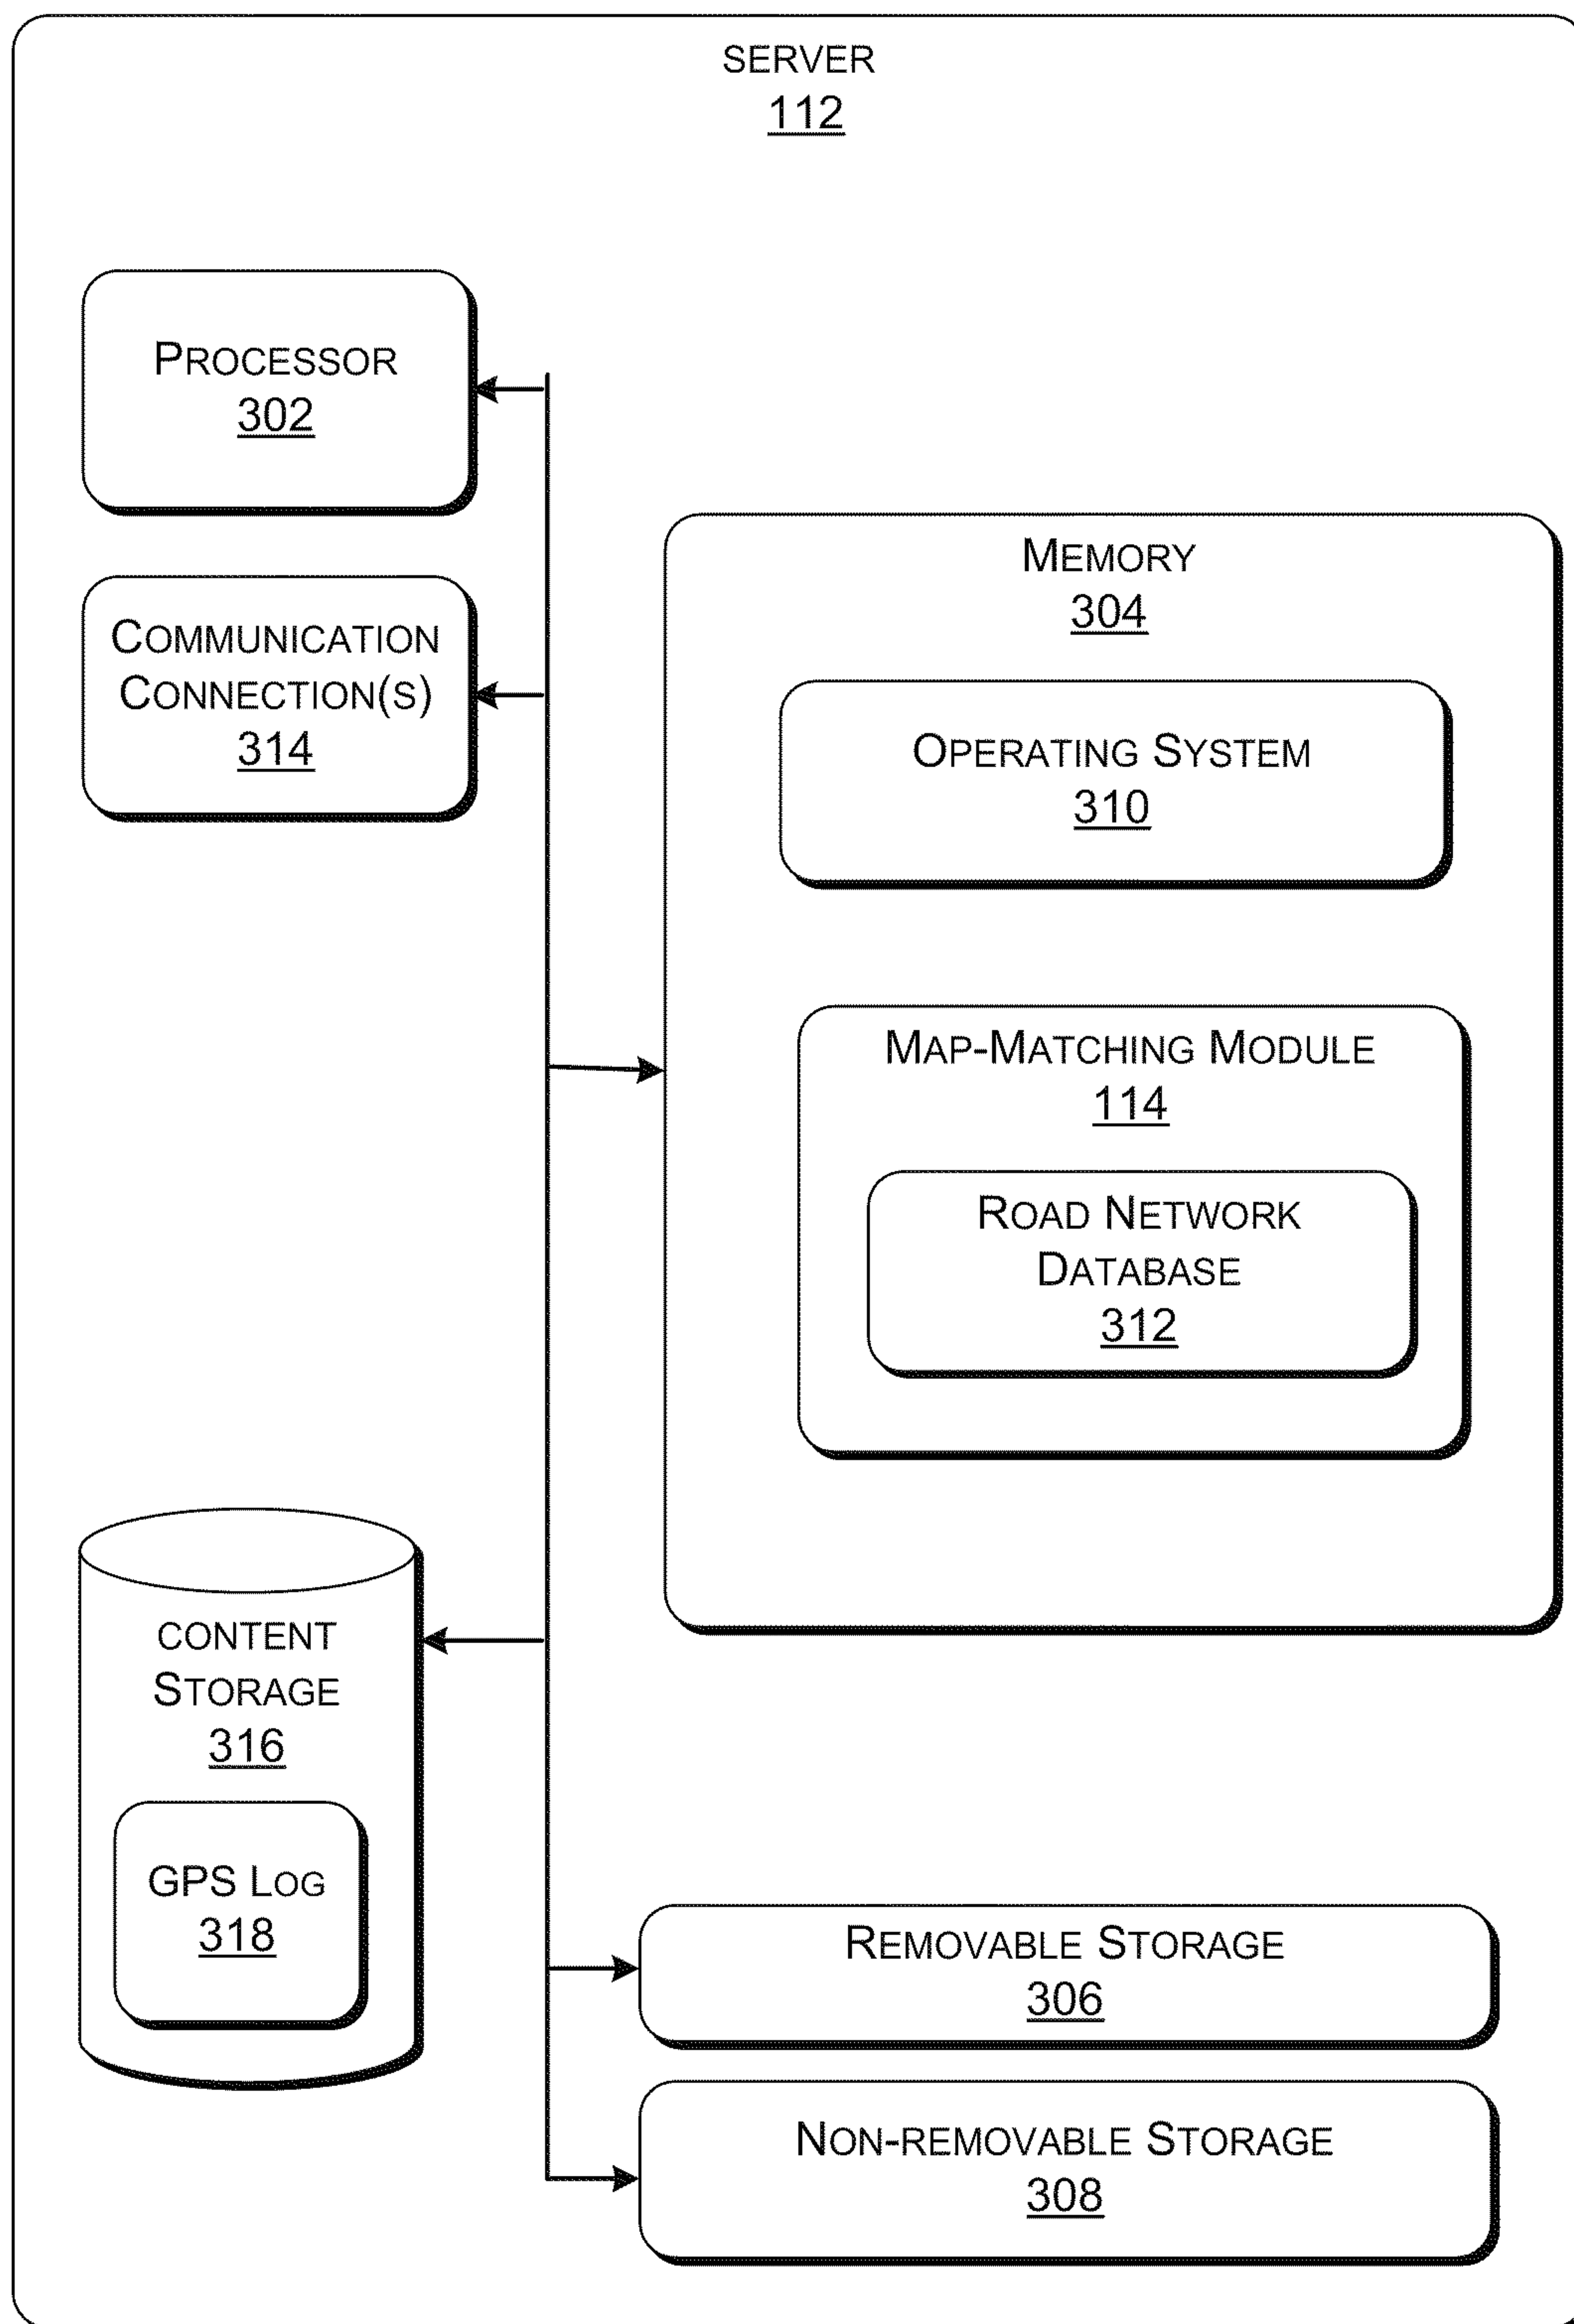 SERVER
112
PROCESSOR
302
COMMUNICATION
CONNECTION(S)
314
MEMORY
304
OPERATING SYSTEM
310
MAP-MATCHING MODULE
114
ROAD NETWORK
DATABASE
312
CONTENT
STORAGE
316
GPS LOG
318
REMOVABLE STORAGE
306
NON-REMOVABLE STORAGE
308